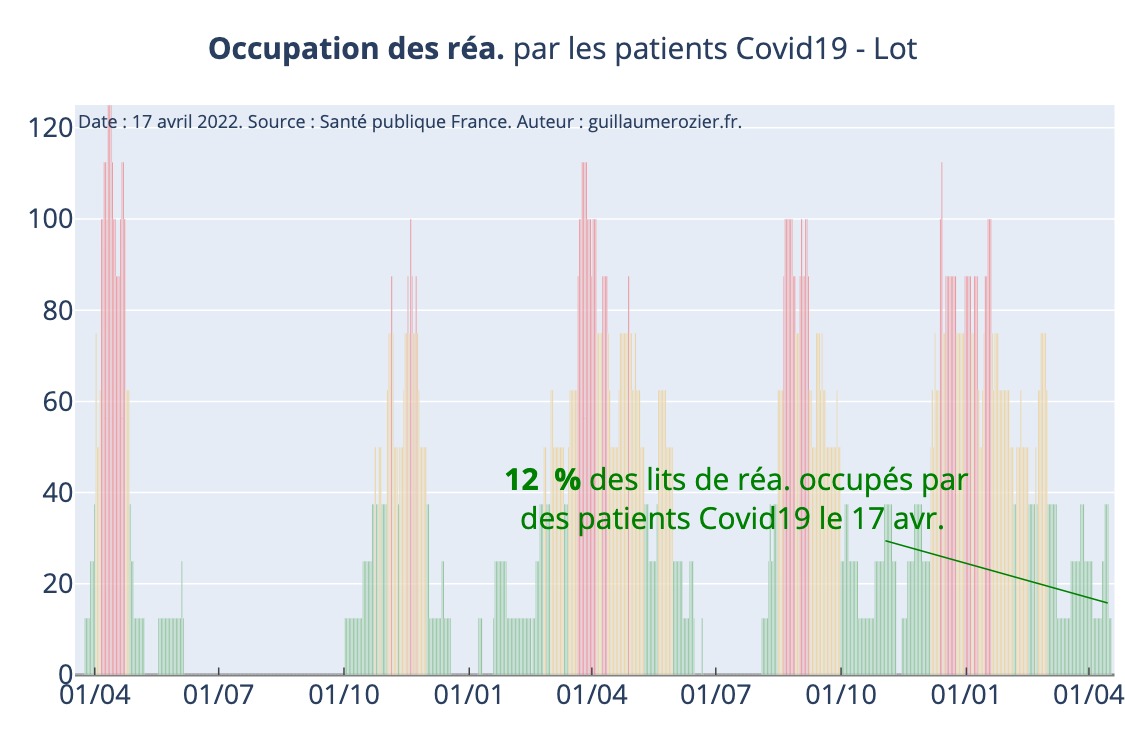 Occupation des réa. par les patients Covid19 - Lot
Date : 17 avril 2022. Source : Santé publique France. Auteur : guillaumerozier.fr.
120
100
80
60
40
20
0
12 % des lits de réa. occupés par
des patients Covid19 le 17 avr.
01/04 01/07 01/10 01/01 01/04 01/07 01/10 01/01 01/04